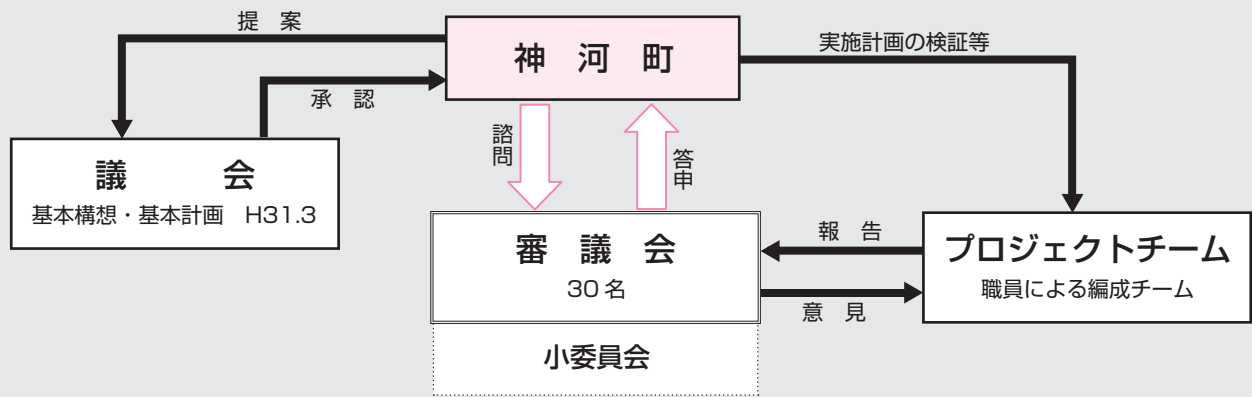 提　案
神　河　町
実施計画の検証等
承　認
諮問
答申
議　　　会
基本構想・基本計画　H31.3
審　議　会
30名
報　告
意　見
プロジェクトチーム
職員による編成チーム
小委員会